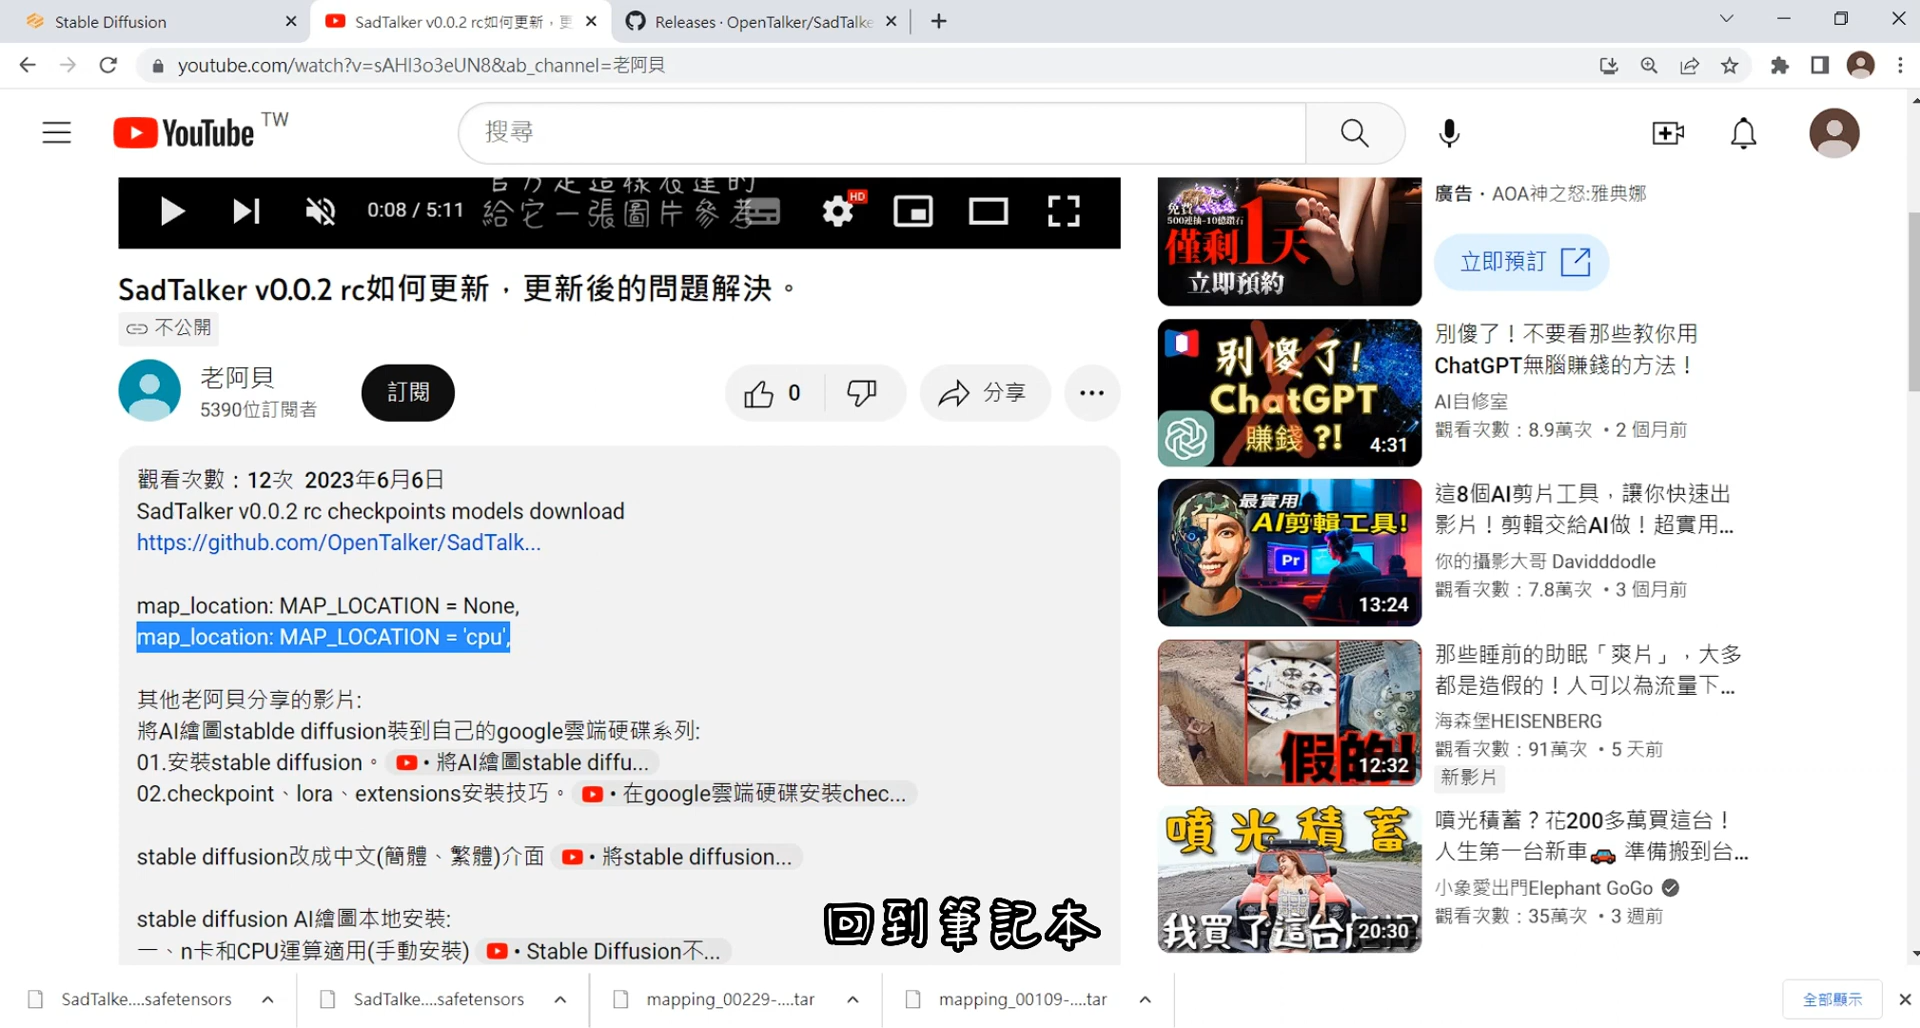 Stable Diffusion
SadTalker v0.0.2 rc如何更新，更
Releases · OpenTalker/SadTalke
youtube.com/watch?v=sAHI3o3eUN8&ab_channel=老阿貝
YouTube TW
搜尋
0:08 / 5:11
官方是這樣表達的
給它一張圖片參考
HD
SadTalker v0.0.2 rc如何更新，更新後的問題解決。
不公開
老阿貝
5390位訂閱者
訂閱
0
分享
觀看次數：12次 2023年6月6日
SadTalker v0.0.2 rc checkpoints models download
https://github.com/OpenTalker/SadTalk...
map_location: MAP_LOCATION = None,
map_location: MAP_LOCATION = 'cpu',
其他老阿貝分享的影片:
將AI繪圖stablde diffusion裝到自己的google雲端硬碟系列:
01.安裝stable diffusion。 • 將AI繪圖stable diffu...
02.checkpoint、lora、extensions安裝技巧。 • 在google雲端硬碟安裝chec...
stable diffusion改成中文(簡體、繁體)介面 • 將stable diffusion...
stable diffusion AI繪圖本地安裝:
一、n卡和CPU運算適用(手動安裝) • Stable Diffusion不...
回到筆記本
免費
500連抽-10億鑽石
僅剩1天
立即預約
廣告・AOA神之怒:雅典娜
立即預訂
别傻了!
ChatGPT
賺錢?!
4:31
別傻了！不要看那些教你用
ChatGPT無腦賺錢的方法！
AI自修室
觀看次數：8.9萬次 • 2 個月前
最實用
AI剪輯工具!
Pr
13:24
這8個AI剪片工具，讓你快速出
影片！剪輯交給AI做！超實用...
你的攝影大哥 Davidddodle
觀看次數：7.8萬次 • 3 個月前
假的!
12:32
那些睡前的助眠「爽片」，大多
都是造假的！人可以為流量下...
海森堡HEISENBERG
觀看次數：91萬次 • 5 天前
新影片
噴光積蓄
我買了這台
20:30
噴光積蓄？花200多萬買這台！
人生第一台新車🚗 準備搬到台...
小象愛出門Elephant GoGo
觀看次數：35萬次 • 3 週前
SadTalke....safetensors
SadTalke....safetensors
mapping_00229-....tar
mapping_00109-....tar
全部顯示